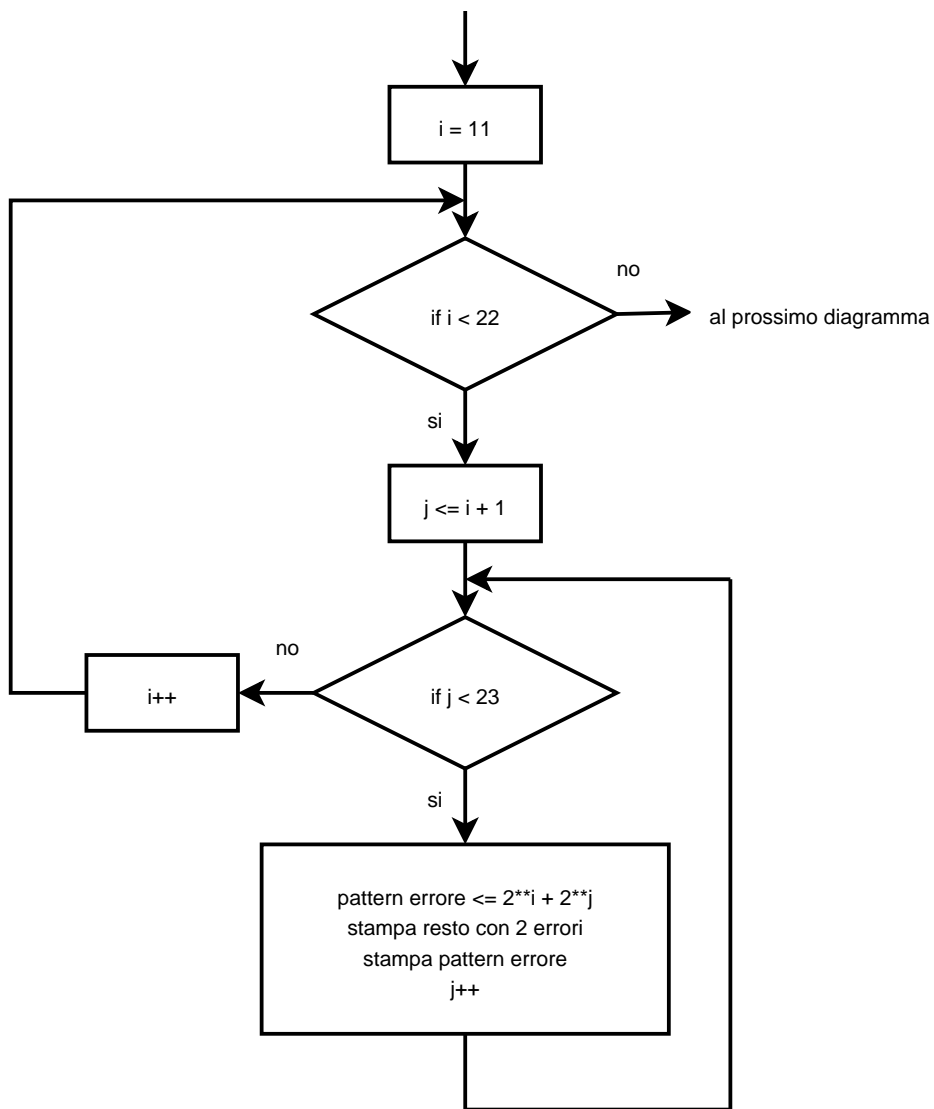 i = 11
no
if i < 22
al prossimo diagramma
si
j <= i + 1
no
i++
if j < 23
si
pattern errore <= 2**i + 2**j
stampa resto con 2 errori
stampa pattern errore
j++